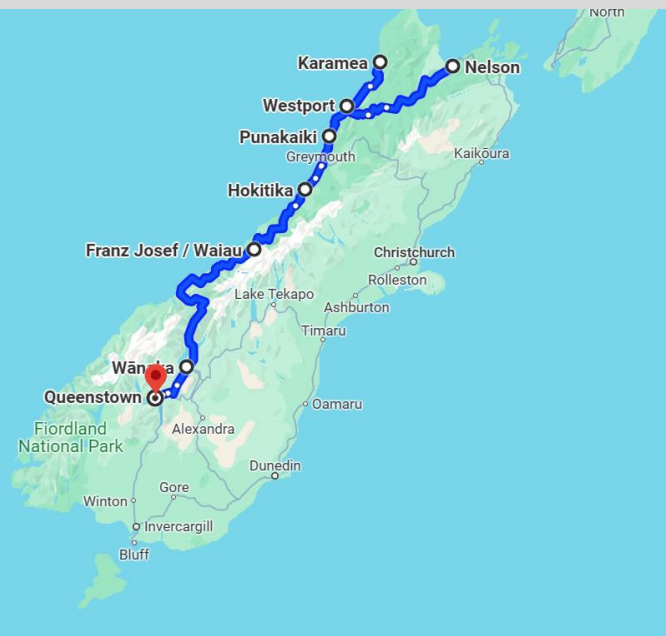 North
Karamea
Nelson
Westport
Punakaiki
Greymouth
Kaikōura
Hokitika
Franz Josef / Waiau
Christchurch
Rolleston
Lake Tekapo
Ashburton
Timaru
Wānaka
Queenstown
Oamaru
Alexandra
Fiordland
National Park
Dunedin
Gore
Winton
Invercargill
Bluff